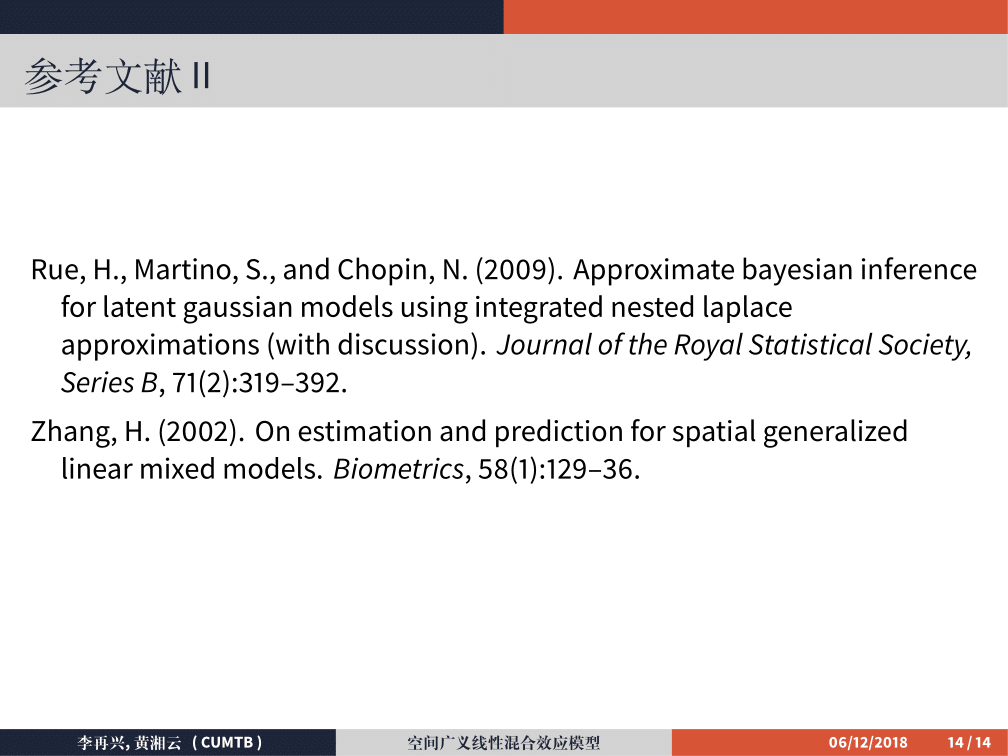 参考文献 II
Rue, H., Martino, S., and Chopin, N. (2009). Approximate bayesian inference
for latent gaussian models using integrated nested laplace
approximations (with discussion). Journal of the Royal Statistical Society,
Series B, 71(2):319–392.
Zhang, H. (2002). On estimation and prediction for spatial generalized
linear mixed models. Biometrics, 58(1):129–36.
李再兴, 黄湘云 ( CUMTB ) 空间广义线性混合效应模型 06/12/2018 14 / 14